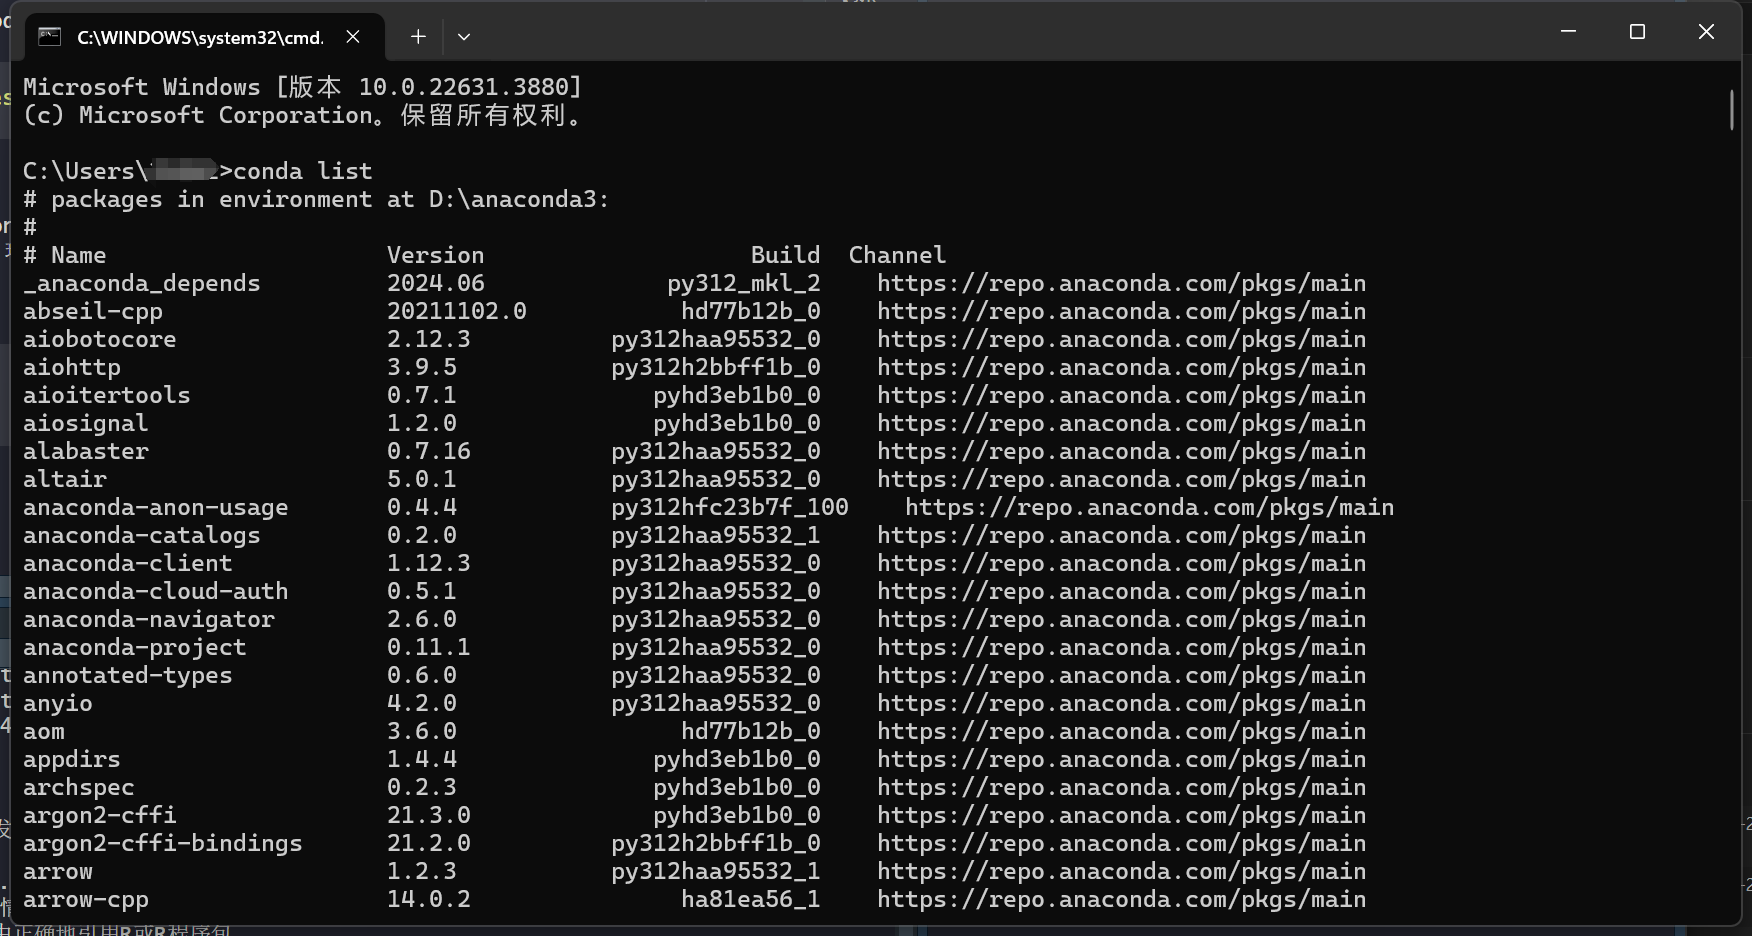 C:\WINDOWS\system32\cmd.
Microsoft Windows [版本 10.0.22631.3880]
(c) Microsoft Corporation。保留所有权利。
C:\Users\ >conda list
# packages in environment at D:\anaconda3:
#
# Name Version Build Channel
_anaconda_depends 2024.06 py312_mkl_2 https://repo.anaconda.com/pkgs/main
abseil-cpp 20211102.0 hd77b12b_0 https://repo.anaconda.com/pkgs/main
aiobotocore 2.12.3 py312haa95532_0 https://repo.anaconda.com/pkgs/main
aiohttp 3.9.5 py312h2bbff1b_0 https://repo.anaconda.com/pkgs/main
aioitertools 0.7.1 pyhd3eb1b0_0 https://repo.anaconda.com/pkgs/main
aiosignal 1.2.0 pyhd3eb1b0_0 https://repo.anaconda.com/pkgs/main
alabaster 0.7.16 py312haa95532_0 https://repo.anaconda.com/pkgs/main
altair 5.0.1 py312haa95532_0 https://repo.anaconda.com/pkgs/main
anaconda-anon-usage 0.4.4 py312hfc23b7f_100 https://repo.anaconda.com/pkgs/main
anaconda-catalogs 0.2.0 py312haa95532_1 https://repo.anaconda.com/pkgs/main
anaconda-client 1.12.3 py312haa95532_0 https://repo.anaconda.com/pkgs/main
anaconda-cloud-auth 0.5.1 py312haa95532_0 https://repo.anaconda.com/pkgs/main
anaconda-navigator 2.6.0 py312haa95532_0 https://repo.anaconda.com/pkgs/main
anaconda-project 0.11.1 py312haa95532_0 https://repo.anaconda.com/pkgs/main
annotated-types 0.6.0 py312haa95532_0 https://repo.anaconda.com/pkgs/main
anyio 4.2.0 py312haa95532_0 https://repo.anaconda.com/pkgs/main
aom 3.6.0 hd77b12b_0 https://repo.anaconda.com/pkgs/main
appdirs 1.4.4 pyhd3eb1b0_0 https://repo.anaconda.com/pkgs/main
archspec 0.2.3 pyhd3eb1b0_0 https://repo.anaconda.com/pkgs/main
argon2-cffi 21.3.0 pyhd3eb1b0_0 https://repo.anaconda.com/pkgs/main
argon2-cffi-bindings 21.2.0 py312h2bbff1b_0 https://repo.anaconda.com/pkgs/main
arrow 1.2.3 py312haa95532_1 https://repo.anaconda.com/pkgs/main
arrow-cpp 14.0.2 ha81ea56_1 https://repo.anaconda.com/pkgs/main
正确地引用R或R程序包